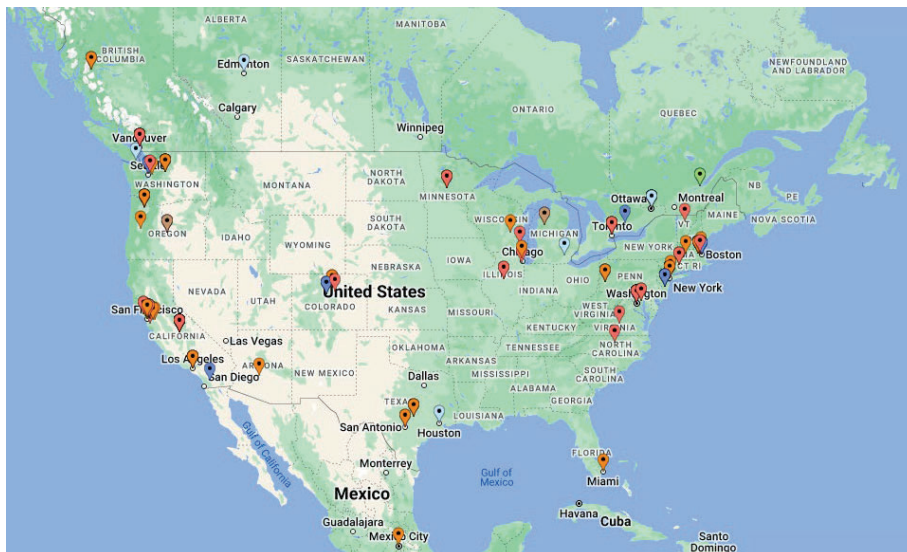 ALBERTA
MANITOBA
BRITISH
COLUMBIA
Edmonton
SASKATCHEWAN
NEWFOUNDLAND
AND LABRADOR
Calgary
ONTARIO
QUEBEC
Vancouver
Winnipeg
Seattle
WASHINGTON
MONTANA
NORTH
DAKOTA
MINNESOTA
Ottawa
Montreal
NB
PE
NOVA SCOTIA
MAINE
VT
Toronto
OREGON
IDAHO
SOUTH
DAKOTA
WISCONSIN
MICHIGAN
WYOMING
NEW YORK
Boston
CT RI
Chicago
IOWA
NEBRASKA
ILLINOIS
INDIANA
OHIO
PENN
New York
NEVADA
UTAH
COLORADO
United States
KANSAS
MISSOURI
Washington
WEST
VIRGINIA
VIRGINIA
KENTUCKY
San Francisco
CALIFORNIA
Las Vegas
Los Angeles
ARIZONA
NEW MEXICO
OKLAHOMA
ARKANSAS
TENNESSEE
NORTH
CAROLINA
SOUTH
CAROLINA
MISSISSIPPI
ALABAMA
GEORGIA
San Diego
Dallas
TEXAS
LOUISIANA
San Antonio
Houston
Gulf of
California
FLORIDA
Miami
Monterrey
Gulf of
Mexico
Mexico
Havana
Cuba
Guadalajara
Mexico City
Santo
Domingo